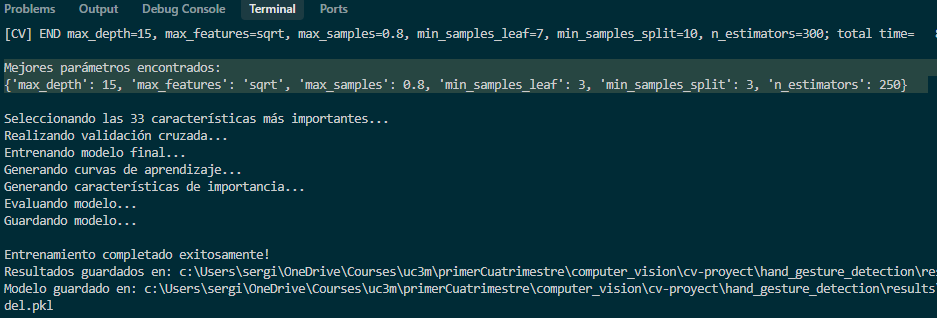 Problems Output Debug Console Terminal Ports
[CV] END max_depth=15, max_features=sqrt, max_samples=0.8, min_samples_leaf=7, min_samples_split=10, n_estimators=300; total time=
Mejores parámetros encontrados:
{'max_depth': 15, 'max_features': 'sqrt', 'max_samples': 0.8, 'min_samples_leaf': 3, 'min_samples_split': 3, 'n_estimators': 250}
Seleccionando las 33 características más importantes...
Realizando validación cruzada...
Entrenando modelo final...
Generando curvas de aprendizaje...
Generando características de importancia...
Evaluando modelo...
Guardando modelo...
Entrenamiento completado exitosamente!
Resultados guardados en: c:\Users\sergi\OneDrive\Courses\uc3m\primerCuatrimestre\computer_vision\cv-proyect\hand_gesture_detection\res
Modelo guardado en: c:\Users\sergi\OneDrive\Courses\uc3m\primerCuatrimestre\computer_vision\cv-proyect\hand_gesture_detection\results\
del.pkl